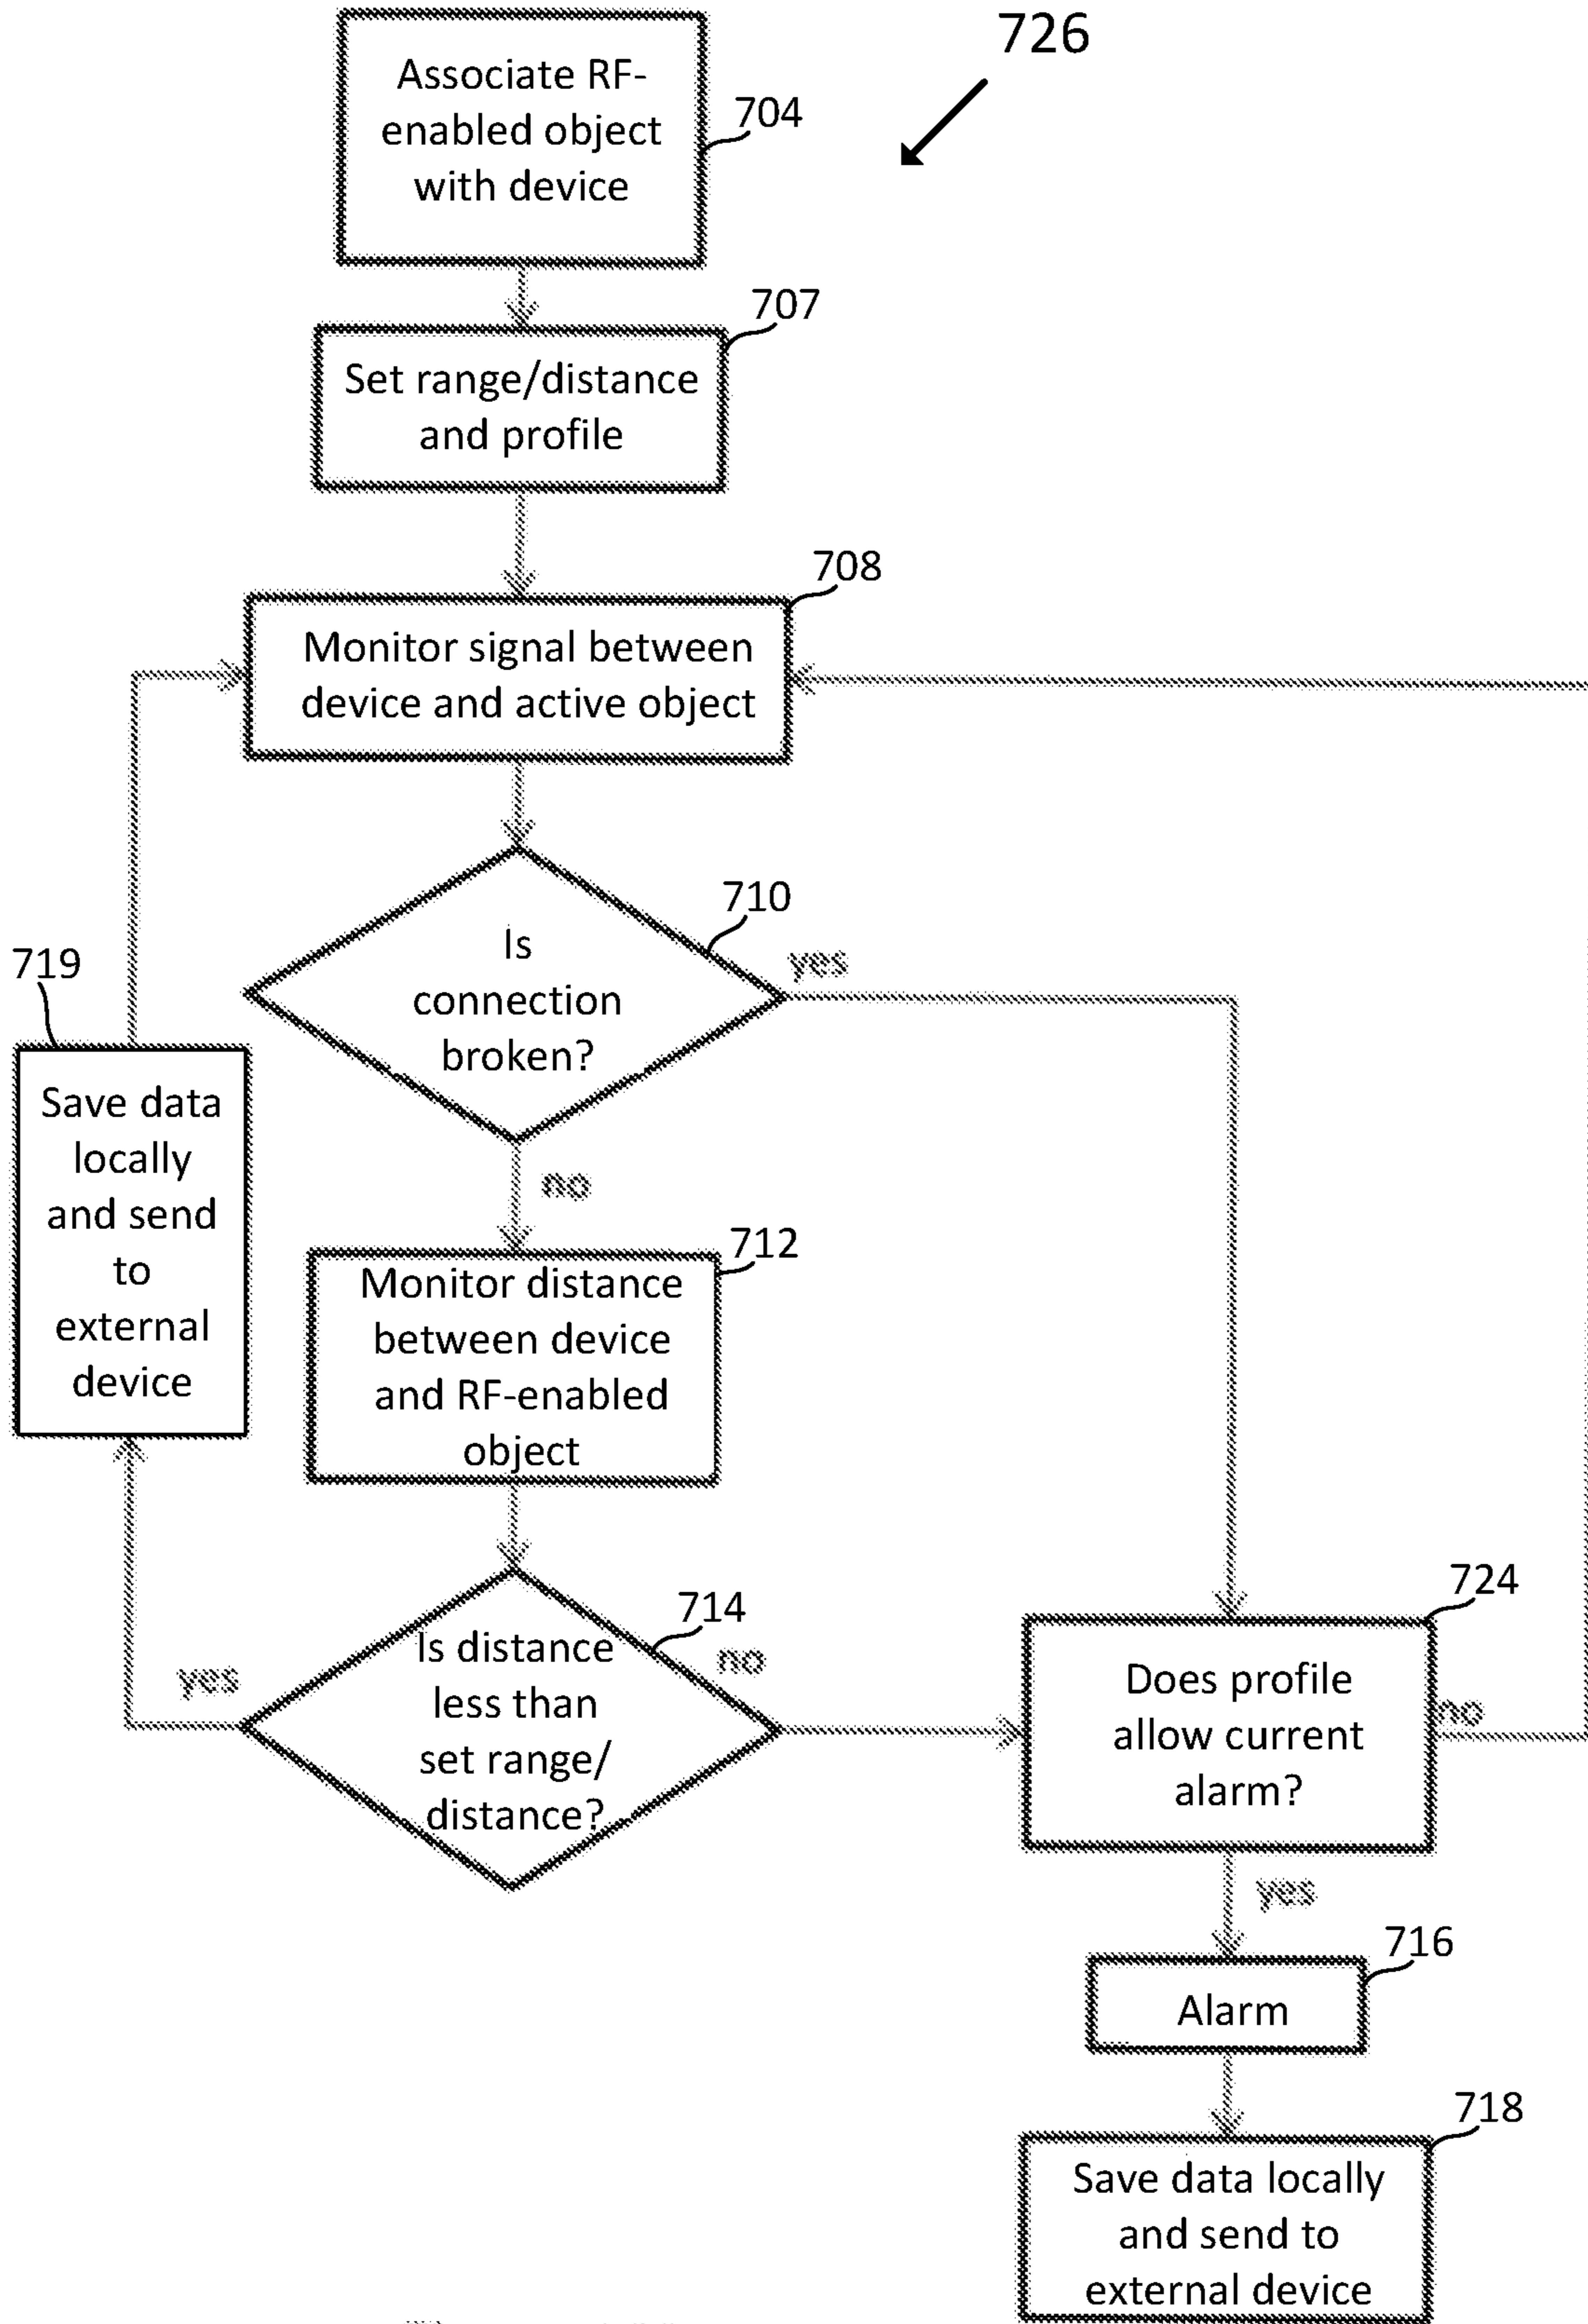 726
Associate RF-
enabled object
with device
704
707
Set range/distance
and profile
708
Monitor signal between
device and active object
710
Is
connection
broken?
yes
no
719
Save data
locally
and send
to
external
device
712
Monitor distance
between device
and RF-enabled
object
714
Is distance
less than
set range/
distance?
yes
no
724
Does profile
allow current
alarm?
no
yes
716
Alarm
718
Save data locally
and send to
external device